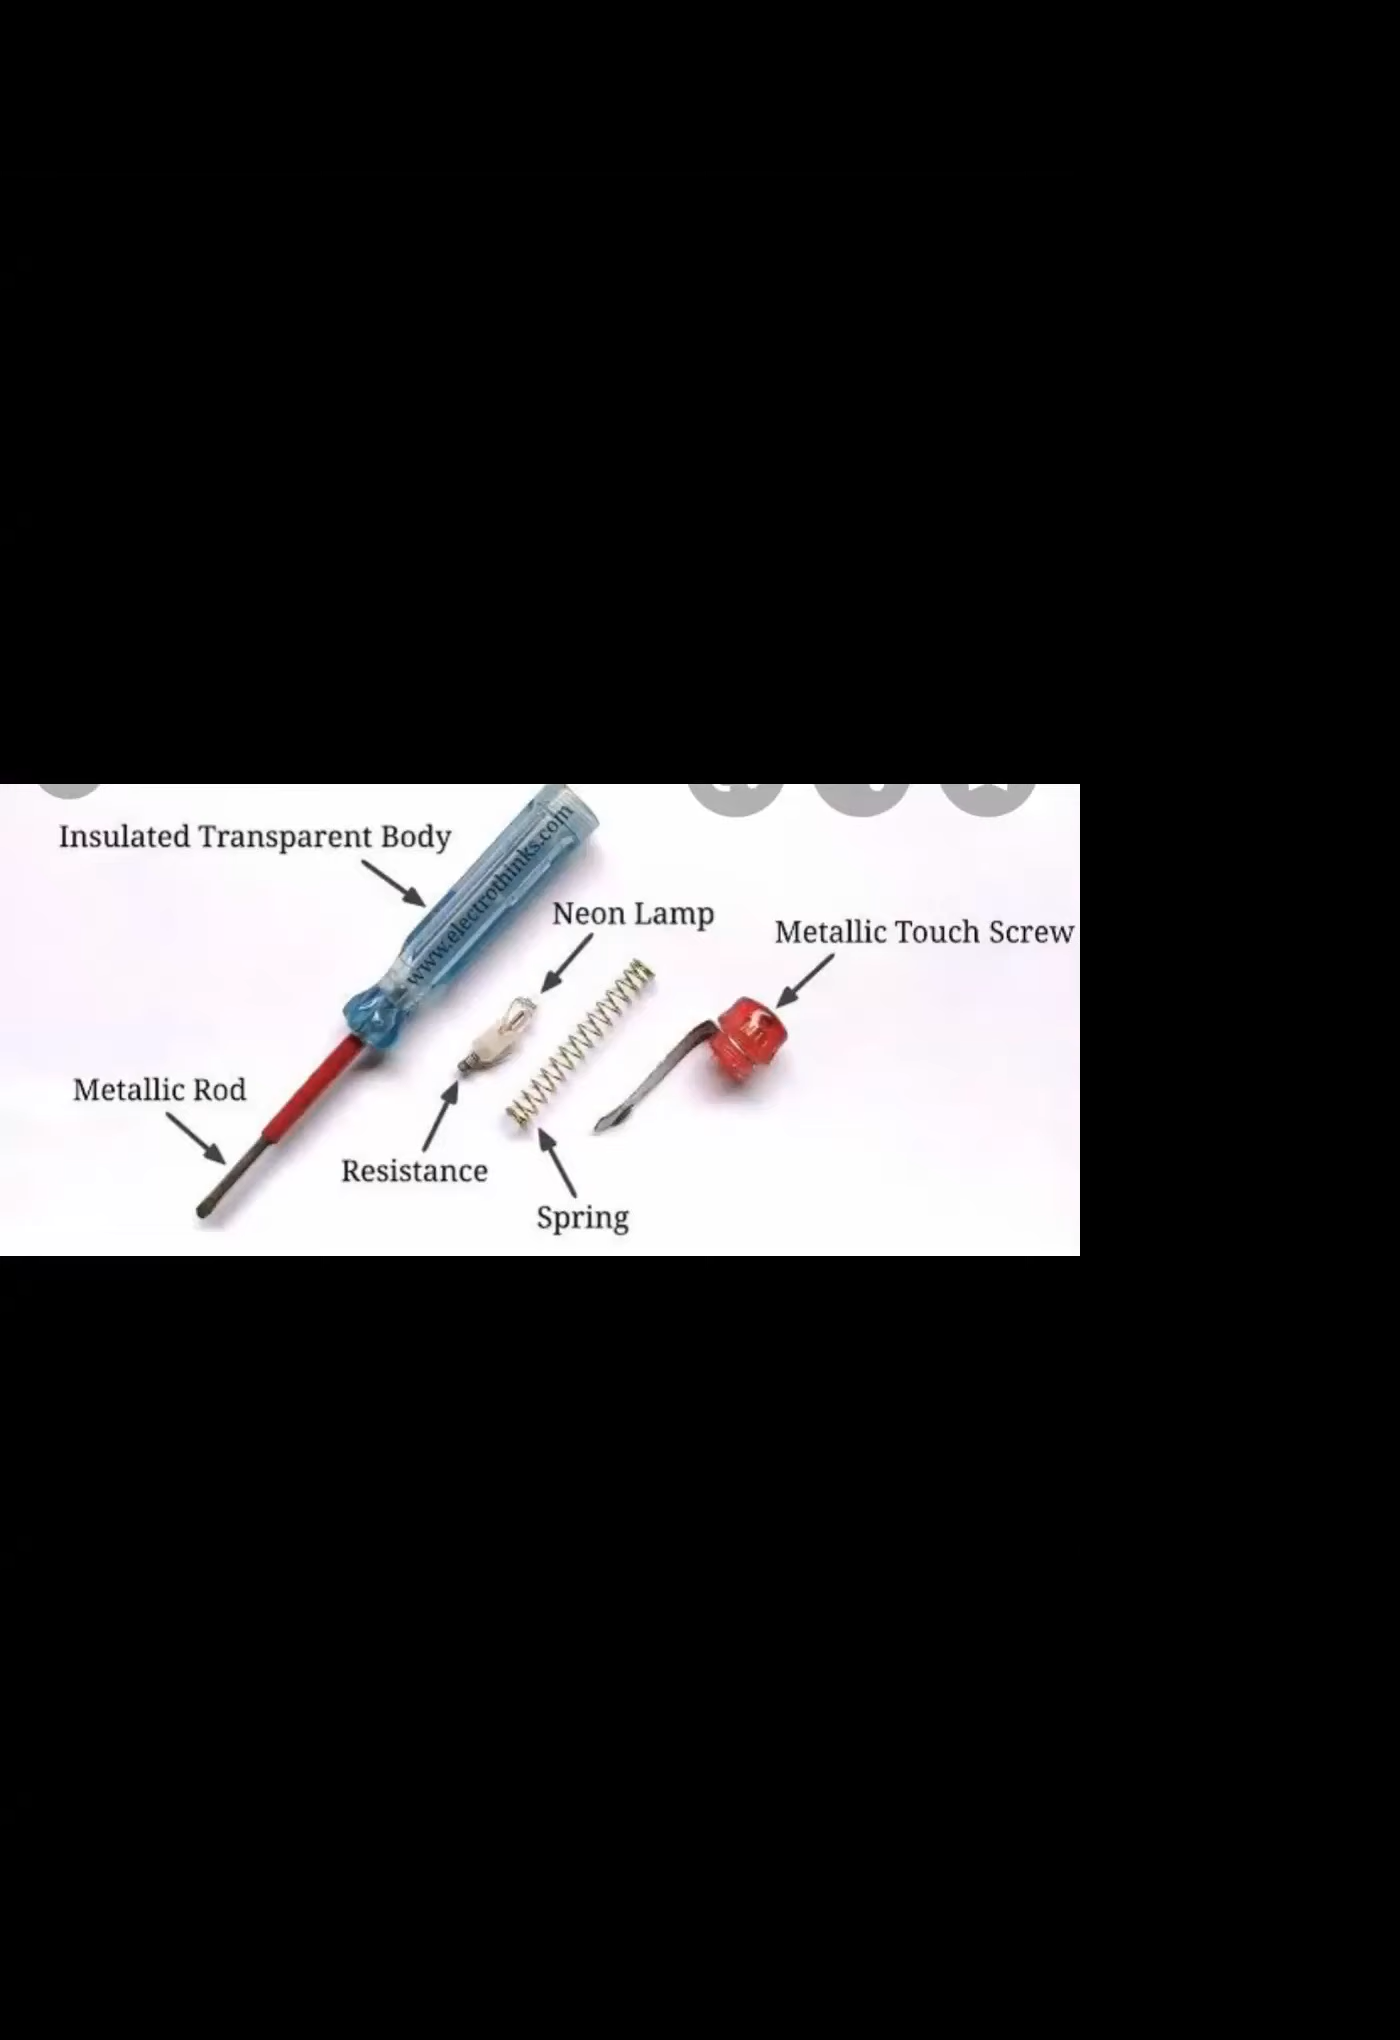 Insulated Transparent Body
www.electrothinks.com
Neon Lamp
Metallic Touch Screw
Metallic Rod
Resistance
Spring